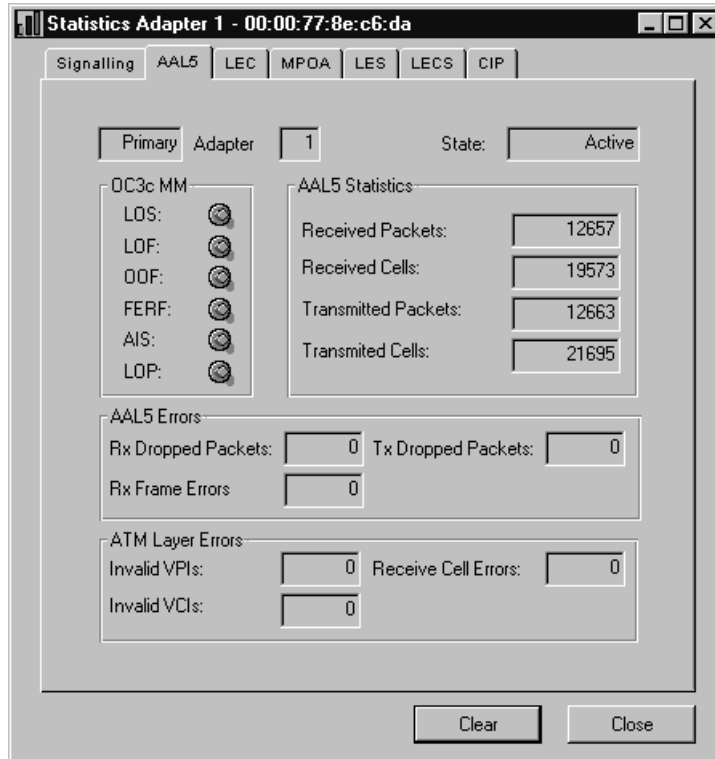 Statistics Adapter 1 - 00:00:77:8e:c6:da
Signalling AAL5 LEC MPOA LES LECS CIP
Primary Adapter 1 State: Active
OC3c MM
LOS:
LOF:
OOF:
FERF:
AIS:
LOP:
AAL5 Statistics
Received Packets: 12657
Received Cells: 19573
Transmitted Packets: 12663
Transmited Cells: 21695
AAL5 Errors
Rx Dropped Packets: 0 Tx Dropped Packets: 0
Rx Frame Errors 0
ATM Layer Errors
Invalid VPIs: 0 Receive Cell Errors: 0
Invalid VCIs: 0
Clear Close